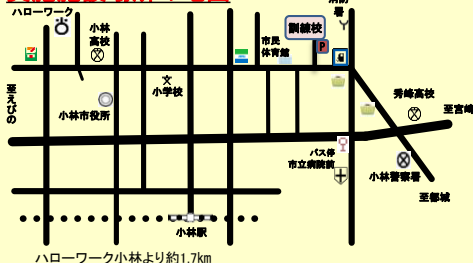 ハローワーク
小林
高校
文
小学校
小林市役所
至えびの
市民
体育館
訓練校
P
署
秀峰高校
至宮崎
バス停
市立病院前
小林警察署
至都城
小林駅
ハローワーク小林より約1.7km